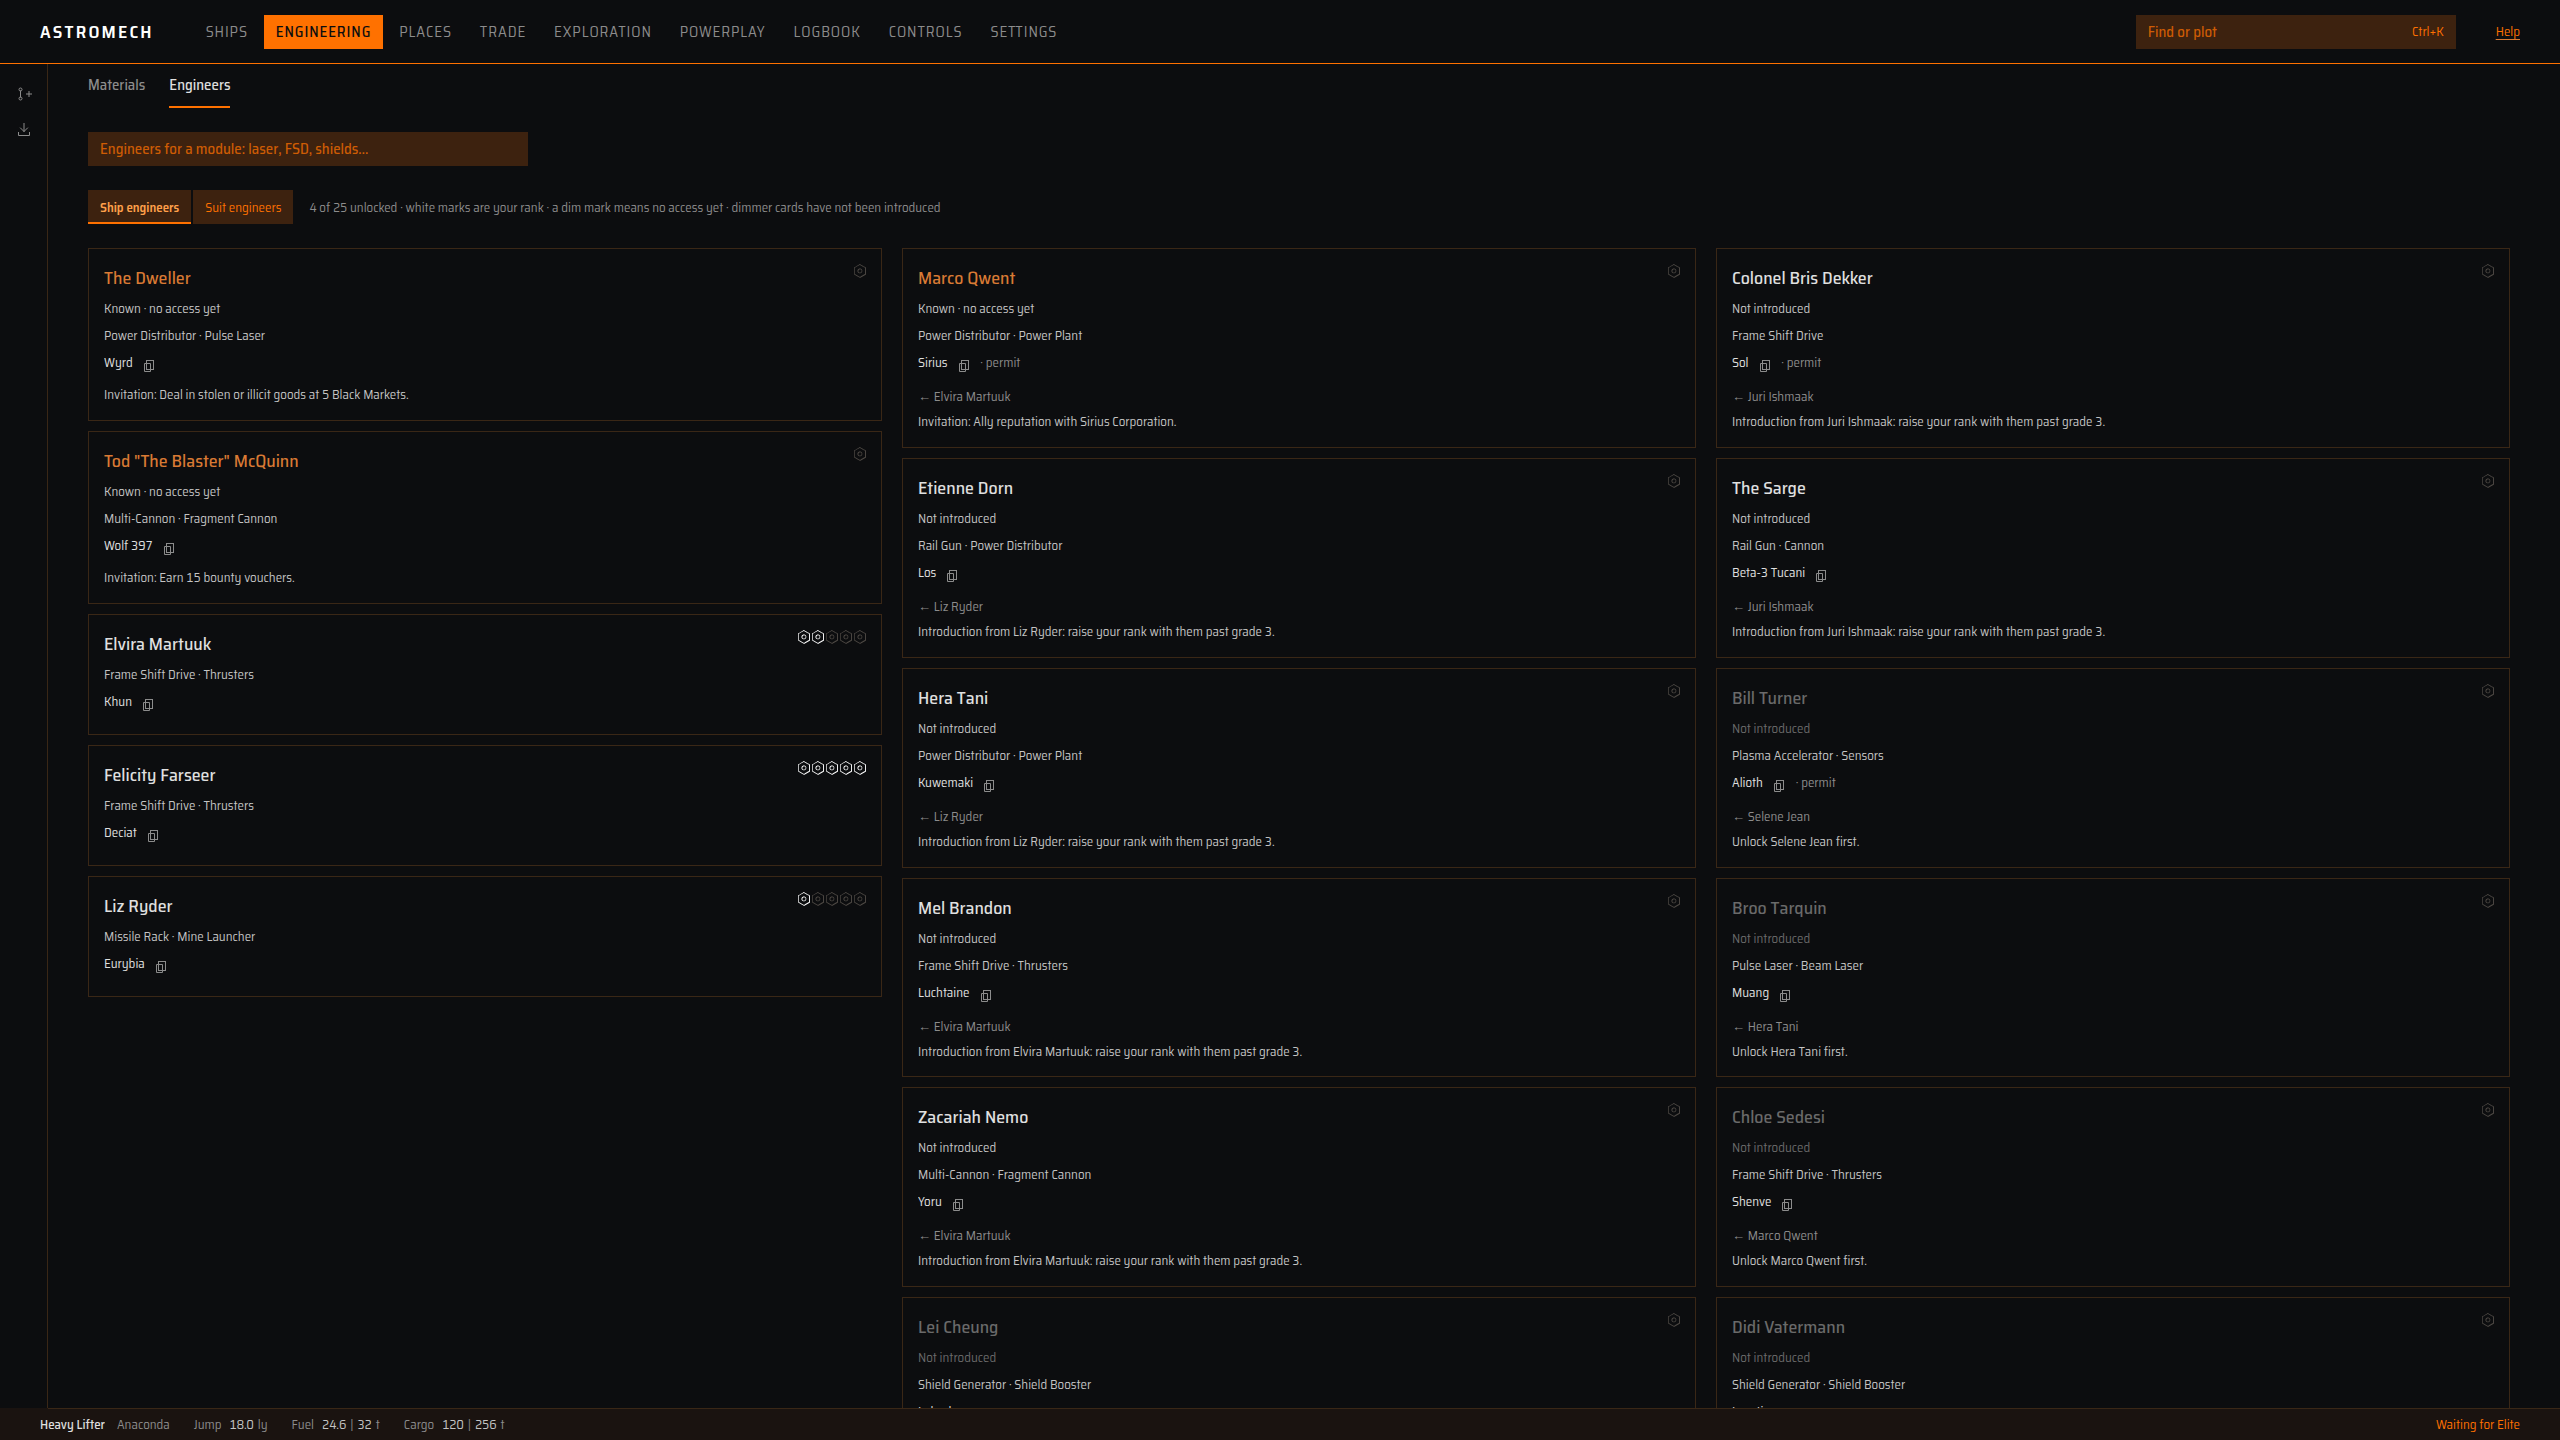 ASTROMECH SHIPS ENGINEERING PLACES TRADE EXPLORATION POWERPLAY LOGBOOK CONTROLS SETTINGS Find or plot Ctrl+K Help
Materials Engineers
Engineers for a module: laser, FSD, shields...
Ship engineers Suit engineers 4 of 25 unlocked · white marks are your rank · a dim mark means no access yet · dimmer cards have not been introduced
The Dweller
Known · no access yet
Power Distributor · Pulse Laser
Wyrd
Invitation: Deal in stolen or illicit goods at 5 Black Markets.
Tod "The Blaster" McQuinn
Known · no access yet
Multi-Cannon · Fragment Cannon
Wolf 397
Invitation: Earn 15 bounty vouchers.
Elvira Martuuk
Frame Shift Drive · Thrusters
Khun
Felicity Farseer
Frame Shift Drive · Thrusters
Deciat
Liz Ryder
Missile Rack · Mine Launcher
Eurybia
Marco Qwent
Known · no access yet
Power Distributor · Power Plant
Sirius · permit
← Elvira Martuuk
Invitation: Ally reputation with Sirius Corporation.
Etienne Dorn
Not introduced
Rail Gun · Power Distributor
Los
← Liz Ryder
Introduction from Liz Ryder: raise your rank with them past grade 3.
Hera Tani
Not introduced
Power Distributor · Power Plant
Kuwemaki
← Liz Ryder
Introduction from Liz Ryder: raise your rank with them past grade 3.
Mel Brandon
Not introduced
Frame Shift Drive · Thrusters
Luchtaine
← Elvira Martuuk
Introduction from Elvira Martuuk: raise your rank with them past grade 3.
Zacariah Nemo
Not introduced
Multi-Cannon · Fragment Cannon
Yoru
← Elvira Martuuk
Introduction from Elvira Martuuk: raise your rank with them past grade 3.
Lei Cheung
Not introduced
Shield Generator · Shield Booster
Colonel Bris Dekker
Not introduced
Frame Shift Drive
Sol · permit
← Juri Ishmaak
Introduction from Juri Ishmaak: raise your rank with them past grade 3.
The Sarge
Not introduced
Rail Gun · Cannon
Beta-3 Tucani
← Juri Ishmaak
Introduction from Juri Ishmaak: raise your rank with them past grade 3.
Bill Turner
Not introduced
Plasma Accelerator · Sensors
Alioth · permit
← Selene Jean
Unlock Selene Jean first.
Broo Tarquin
Not introduced
Pulse Laser · Beam Laser
Muang
← Hera Tani
Unlock Hera Tani first.
Chloe Sedesi
Not introduced
Frame Shift Drive · Thrusters
Shenve
← Marco Qwent
Unlock Marco Qwent first.
Didi Vatermann
Not introduced
Shield Generator · Shield Booster
Heavy Lifter Anaconda Jump 18.0 ly Fuel 24.6 | 32 t Cargo 120 | 256 t Waiting for Elite